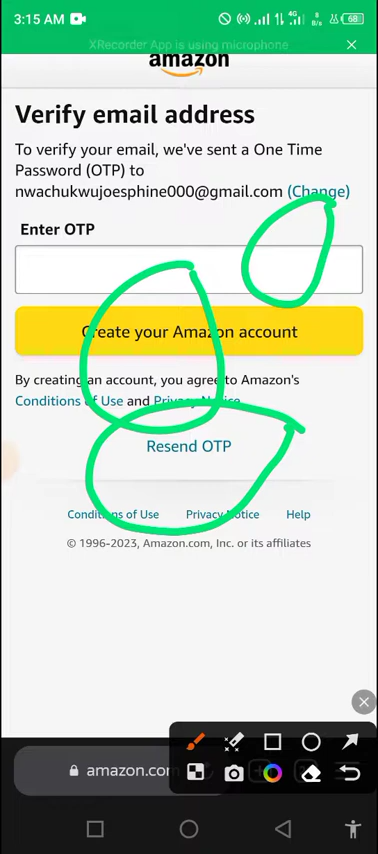 3:15 AM
4G
8
B/s
68
XRecorder App is using microphone
amazon
Verify email address
To verify your email, we've sent a One Time
Password (OTP) to
nwachukwujoesphine000@gmail.com (Change)
Enter OTP
Create your Amazon account
By creating an account, you agree to Amazon's
Conditions of Use and Privacy Notice.
Resend OTP
Conditions of Use Privacy Notice Help
© 1996-2023, Amazon.com, Inc. or its affiliates
amazon.com